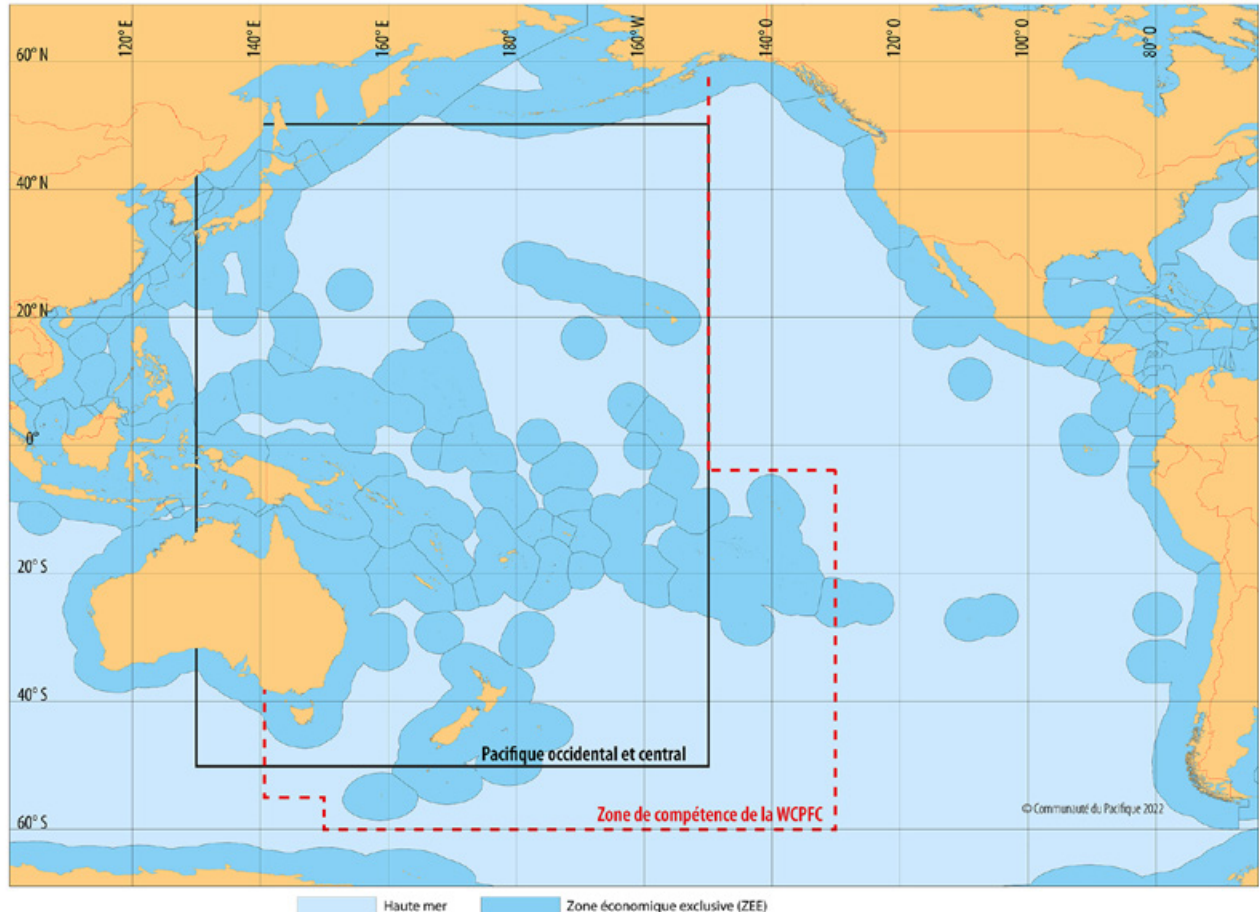 120° E
140° E
160° E
180°
160° W
140° O
120° O
100° O
80° O
60° N
40° N
20° N
0°
20° S
40° S
60° S
Pacifique occidental et central
Zone de compétence de la WCPFC
© Communauté du Pacifique 2022
Haute mer
Zone économique exclusive (ZEE)